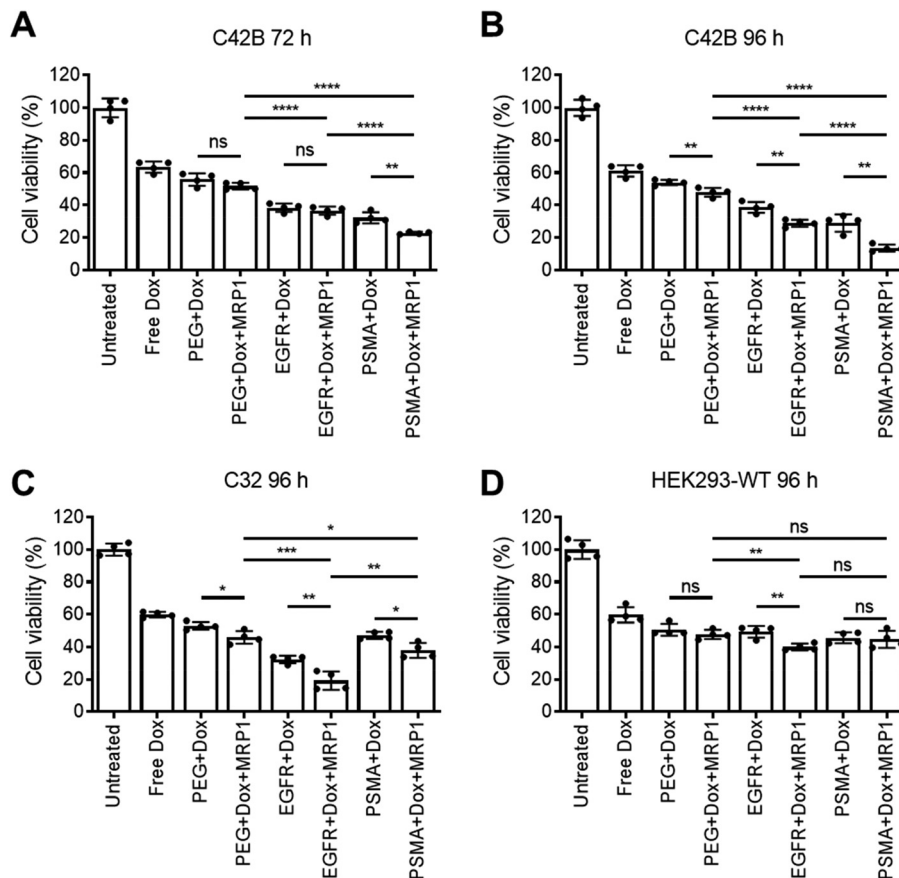 A
C42B 72 h
Cell viability (%)
120
100
80
60
40
20
0
ns
****
ns
****
****
**
Untreated
Free Dox
PEG+Dox
PEG+Dox+MRP1
EGFR+Dox
EGFR+Dox+MRP1
PSMA+Dox
PSMA+Dox+MRP1
B
C42B 96 h
Cell viability (%)
120
100
80
60
40
20
0
**
****
**
****
****
**
Untreated
Free Dox
PEG+Dox
PEG+Dox+MRP1
EGFR+Dox
EGFR+Dox+MRP1
PSMA+Dox
PSMA+Dox+MRP1
C
C32 96 h
Cell viability (%)
120
100
80
60
40
20
0
*
***
**
*
**
*
Untreated
Free Dox
PEG+Dox
PEG+Dox+MRP1
EGFR+Dox
EGFR+Dox+MRP1
PSMA+Dox
PSMA+Dox+MRP1
D
HEK293-WT 96 h
Cell viability (%)
120
100
80
60
40
20
0
ns
**
**
ns
ns
ns
Untreated
Free Dox
PEG+Dox
PEG+Dox+MRP1
EGFR+Dox
EGFR+Dox+MRP1
PSMA+Dox
PSMA+Dox+MRP1